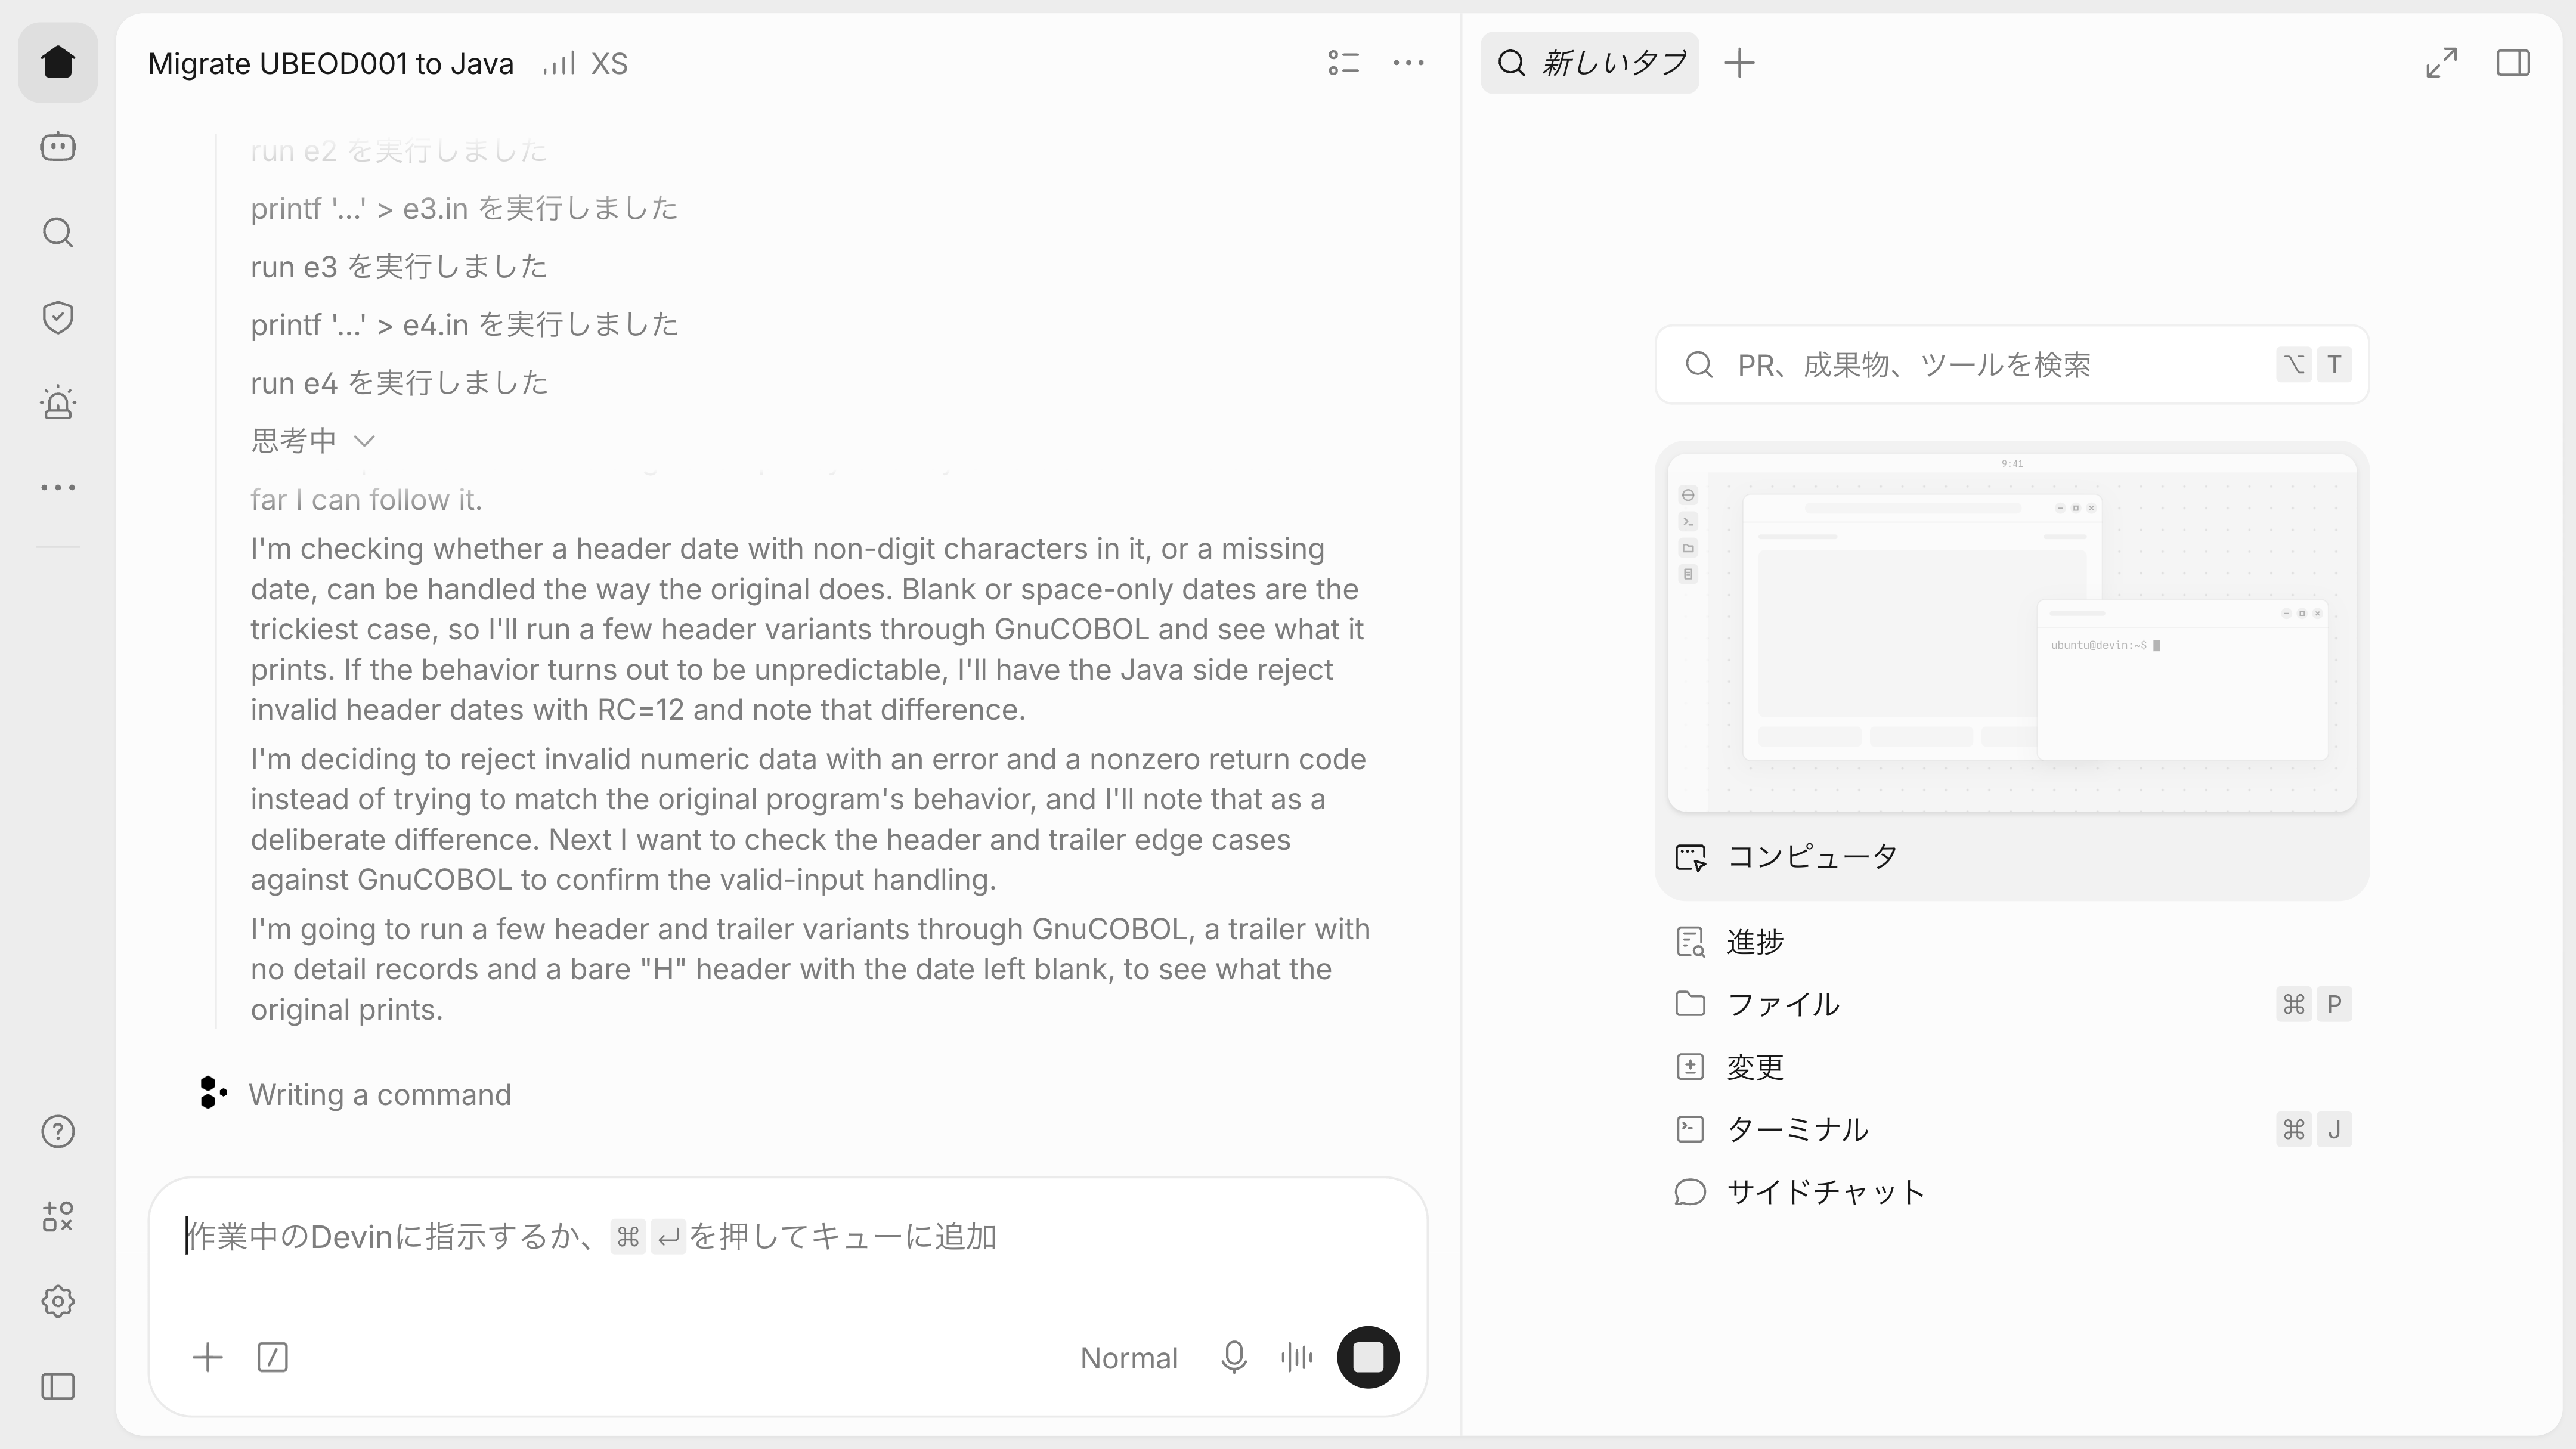 Migrate UBEOD001 to Java
XS
run e2 を実行しました
printf '...' > e3.in を実行しました
run e3 を実行しました
printf '...' > e4.in を実行しました
run e4 を実行しました
思考中
far I can follow it.
I'm checking whether a header date with non-digit characters in it, or a missing
date, can be handled the way the original does. Blank or space-only dates are the
trickiest case, so I'll run a few header variants through GnuCOBOL and see what it
prints. If the behavior turns out to be unpredictable, I'll have the Java side reject
invalid header dates with RC=12 and note that difference.
I'm deciding to reject invalid numeric data with an error and a nonzero return code
instead of trying to match the original program's behavior, and I'll note that as a
deliberate difference. Next I want to check the header and trailer edge cases
against GnuCOBOL to confirm the valid-input handling.
I'm going to run a few header and trailer variants through GnuCOBOL, a trailer with
no detail records and a bare "H" header with the date left blank, to see what the
original prints.
Writing a command
作業中のDevinに指示するか、⌘↵を押してキューに追加
Normal
新しいタブ
PR、成果物、ツールを検索
⌥ T
9:41
ubuntu@devin:~$
コンピュータ
進捗
ファイル
⌘ P
変更
ターミナル
⌘ J
サイドチャット